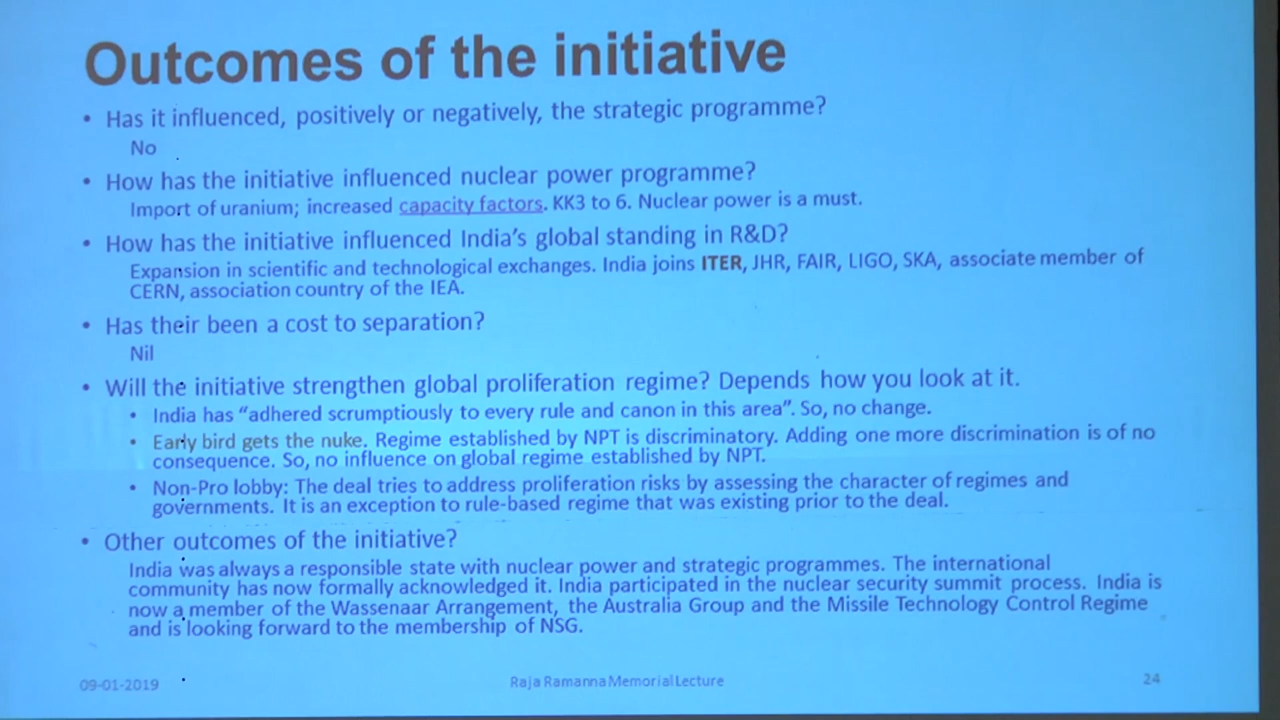 Outcomes of the initiative
• Has it influenced, positively or negatively, the strategic programme?
No
• How has the initiative influenced nuclear power programme?
Import of uranium; increased capacity factors. KK3 to 6. Nuclear power is a must.
• How has the initiative influenced India's global standing in R&D?
Expansion in scientific and technological exchanges. India joins ITER, JHR, FAIR, LIGO, SKA, associate member of
CERN, association country of the IEA.
• Has their been a cost to separation?
Nil
• Will the initiative strengthen global proliferation regime? Depends how you look at it.
• India has "adhered scrumptiously to every rule and canon in this area". So, no change.
• Early bird gets the nuke. Regime established by NPT is discriminatory. Adding one more discrimination is of no
consequence. So, no influence on global regime established by NPT.
• Non-Pro lobby: The deal tries to address proliferation risks by assessing the character of regimes and
governments. It is an exception to rule-based regime that was existing prior to the deal.
• Other outcomes of the initiative?
India was always a responsible state with nuclear power and strategic programmes. The international
community has now formally acknowledged it. India participated in the nuclear security summit process. India is
now a member of the Wassenaar Arrangement, the Australia Group and the Missile Technology Control Regime
and is looking forward to the membership of NSG.
09-01-2019
Raja Ramanna Memorial Lecture
24